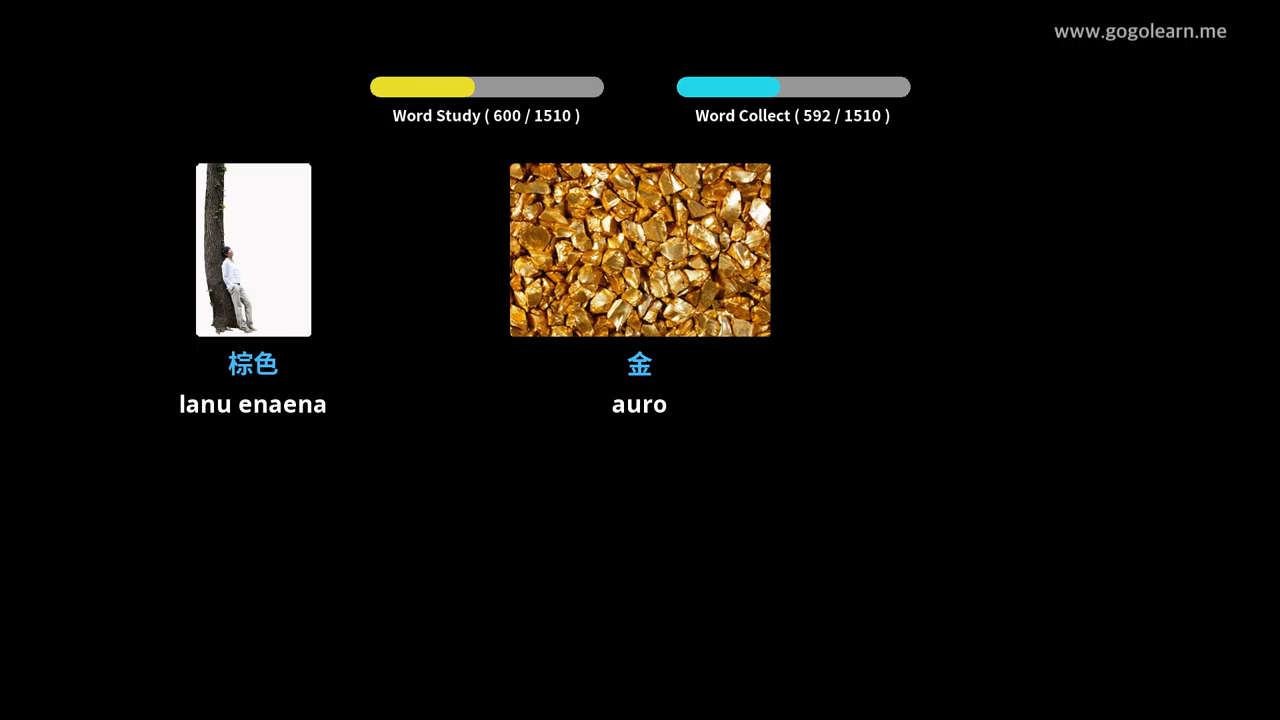 www.gogolearn.me
Word Study ( 600 / 1510 )
Word Collect ( 592 / 1510 )
棕色
lanu enaena
金
auro